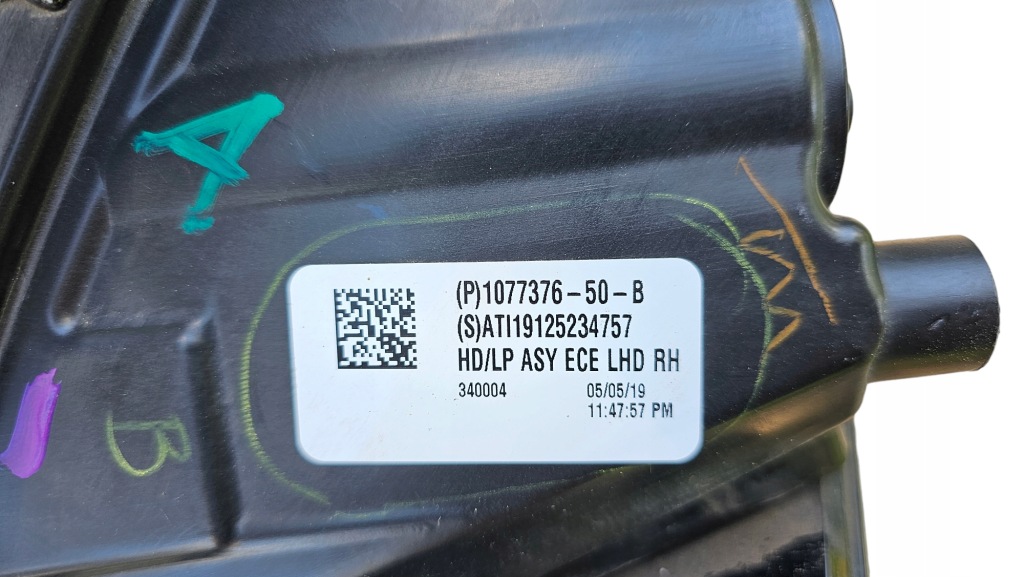 A
(P)1077376-50-B
(S)ATI19125234757
HD/LP ASY ECE LHD RH
340004 05/05/19
11:47:57 PM
B